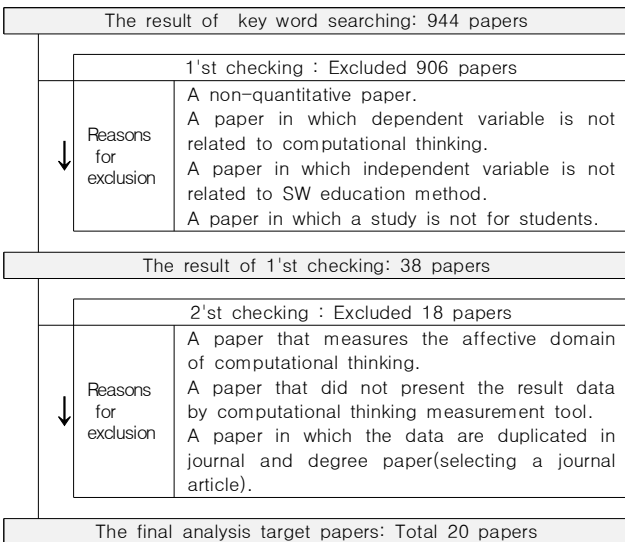 The result of key word searching: 944 papers
1'st checking : Excluded 906 papers
Reasons
for
exclusion
A non-quantitative paper.
A paper in which dependent variable is not
related to computational thinking.
A paper in which independent variable is not
related to SW education method.
A paper in which a study is not for students.
The result of 1'st checking: 38 papers
2'st checking : Excluded 18 papers
Reasons
for
exclusion
A paper that measures the affective domain
of computational thinking.
A paper that did not present the result data
by computational thinking measurement tool.
A paper in which the data are duplicated in
journal and degree paper(selecting a journal
article).
The final analysis target papers: Total 20 papers